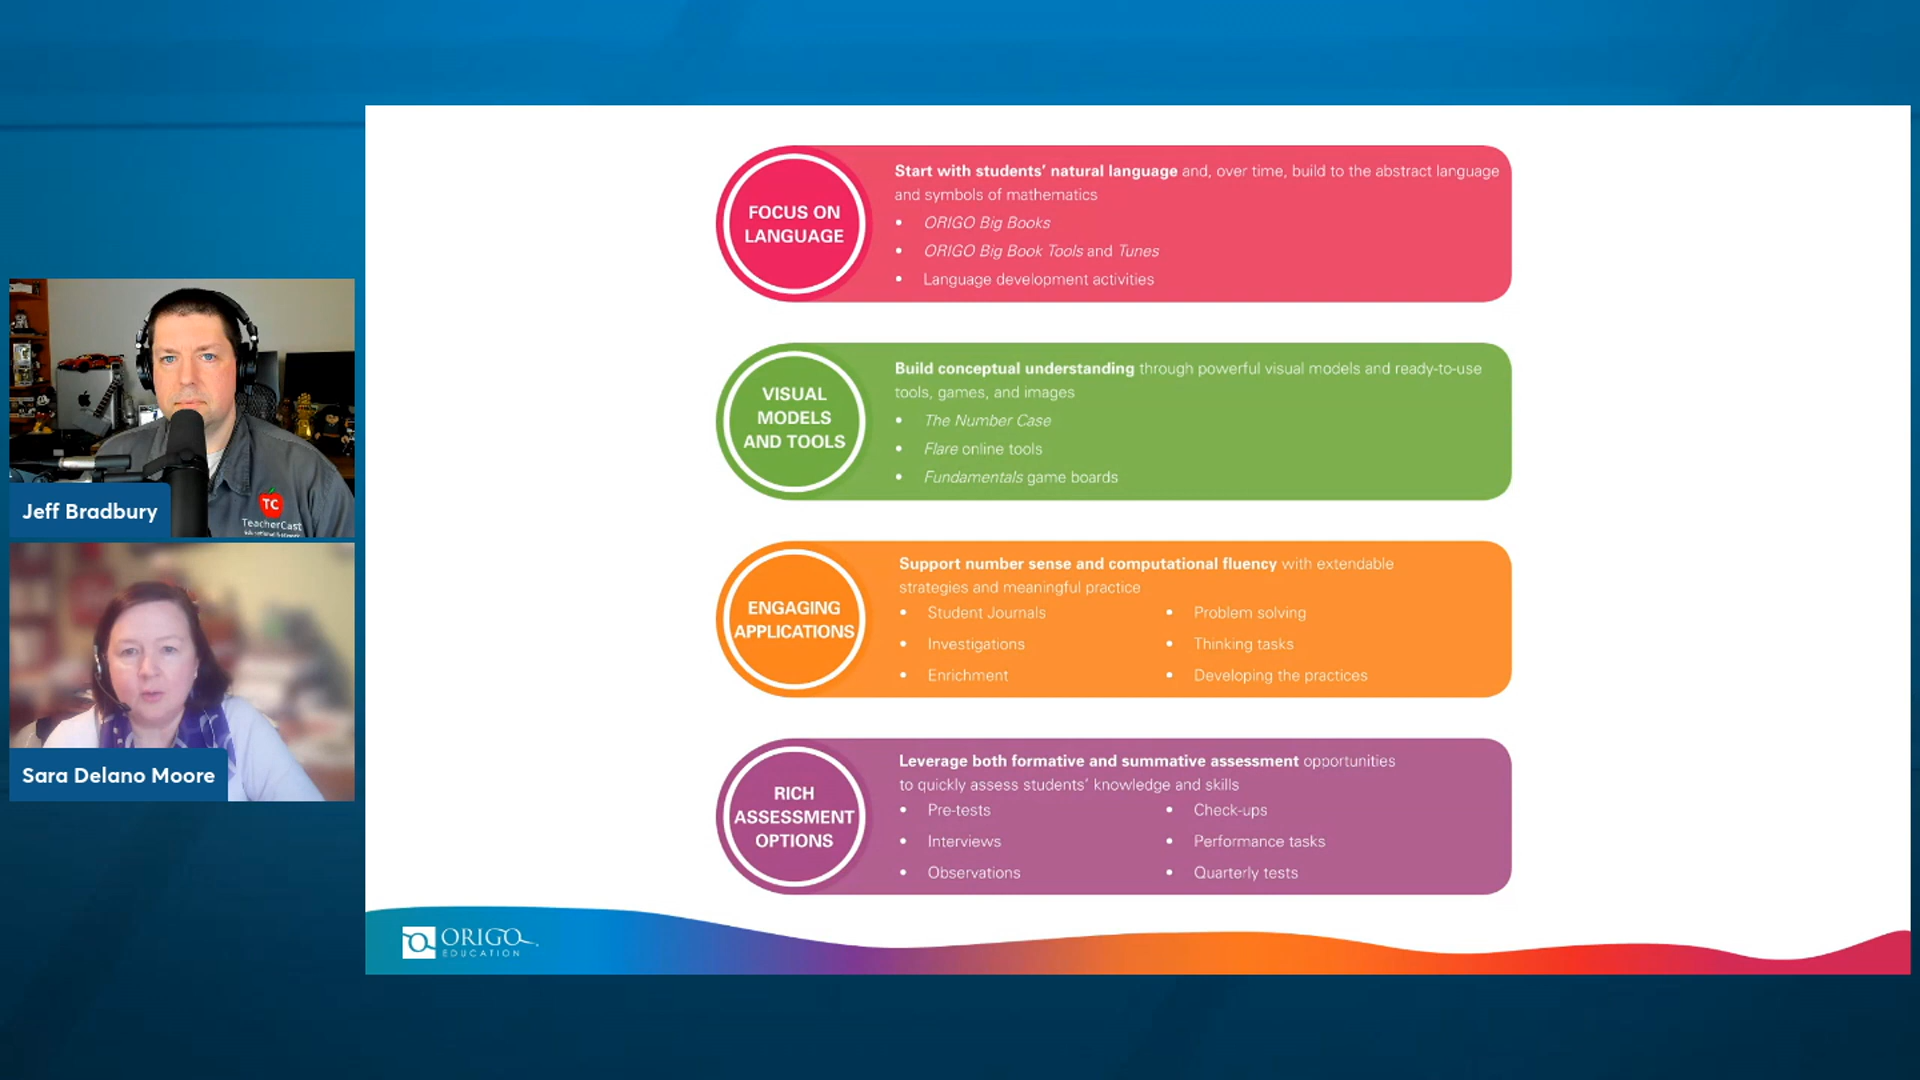 FOCUS ON
LANGUAGE
Start with students’ natural language and, over time, build to the abstract language
and symbols of mathematics
• ORIGO Big Books
• ORIGO Big Book Tools and Tunes
• Language development activities
VISUAL
MODELS
AND TOOLS
Build conceptual understanding through powerful visual models and ready-to-use
tools, games, and images
• The Number Case
• Flare online tools
• Fundamentals game boards
ENGAGING
APPLICATIONS
Support number sense and computational fluency with extendable
strategies and meaningful practice
• Student Journals
• Investigations
• Enrichment
• Problem solving
• Thinking tasks
• Developing the practices
RICH
ASSESSMENT
OPTIONS
Leverage both formative and summative assessment opportunities
to quickly assess students’ knowledge and skills
• Pre-tests
• Interviews
• Observations
• Check-ups
• Performance tasks
• Quarterly tests
ORIGO
EDUCATION
TC
TeacherCast
Jeff Bradbury
Sara Delano Moore